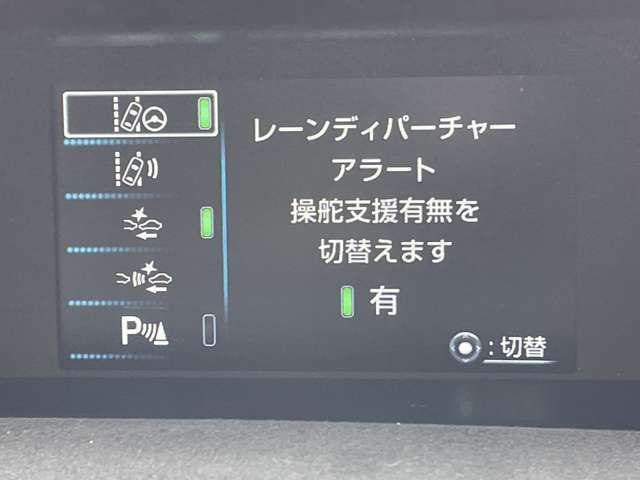 レーンディパーチャー
アラート
操舵支援有無を
切替えます
有
P
:切替